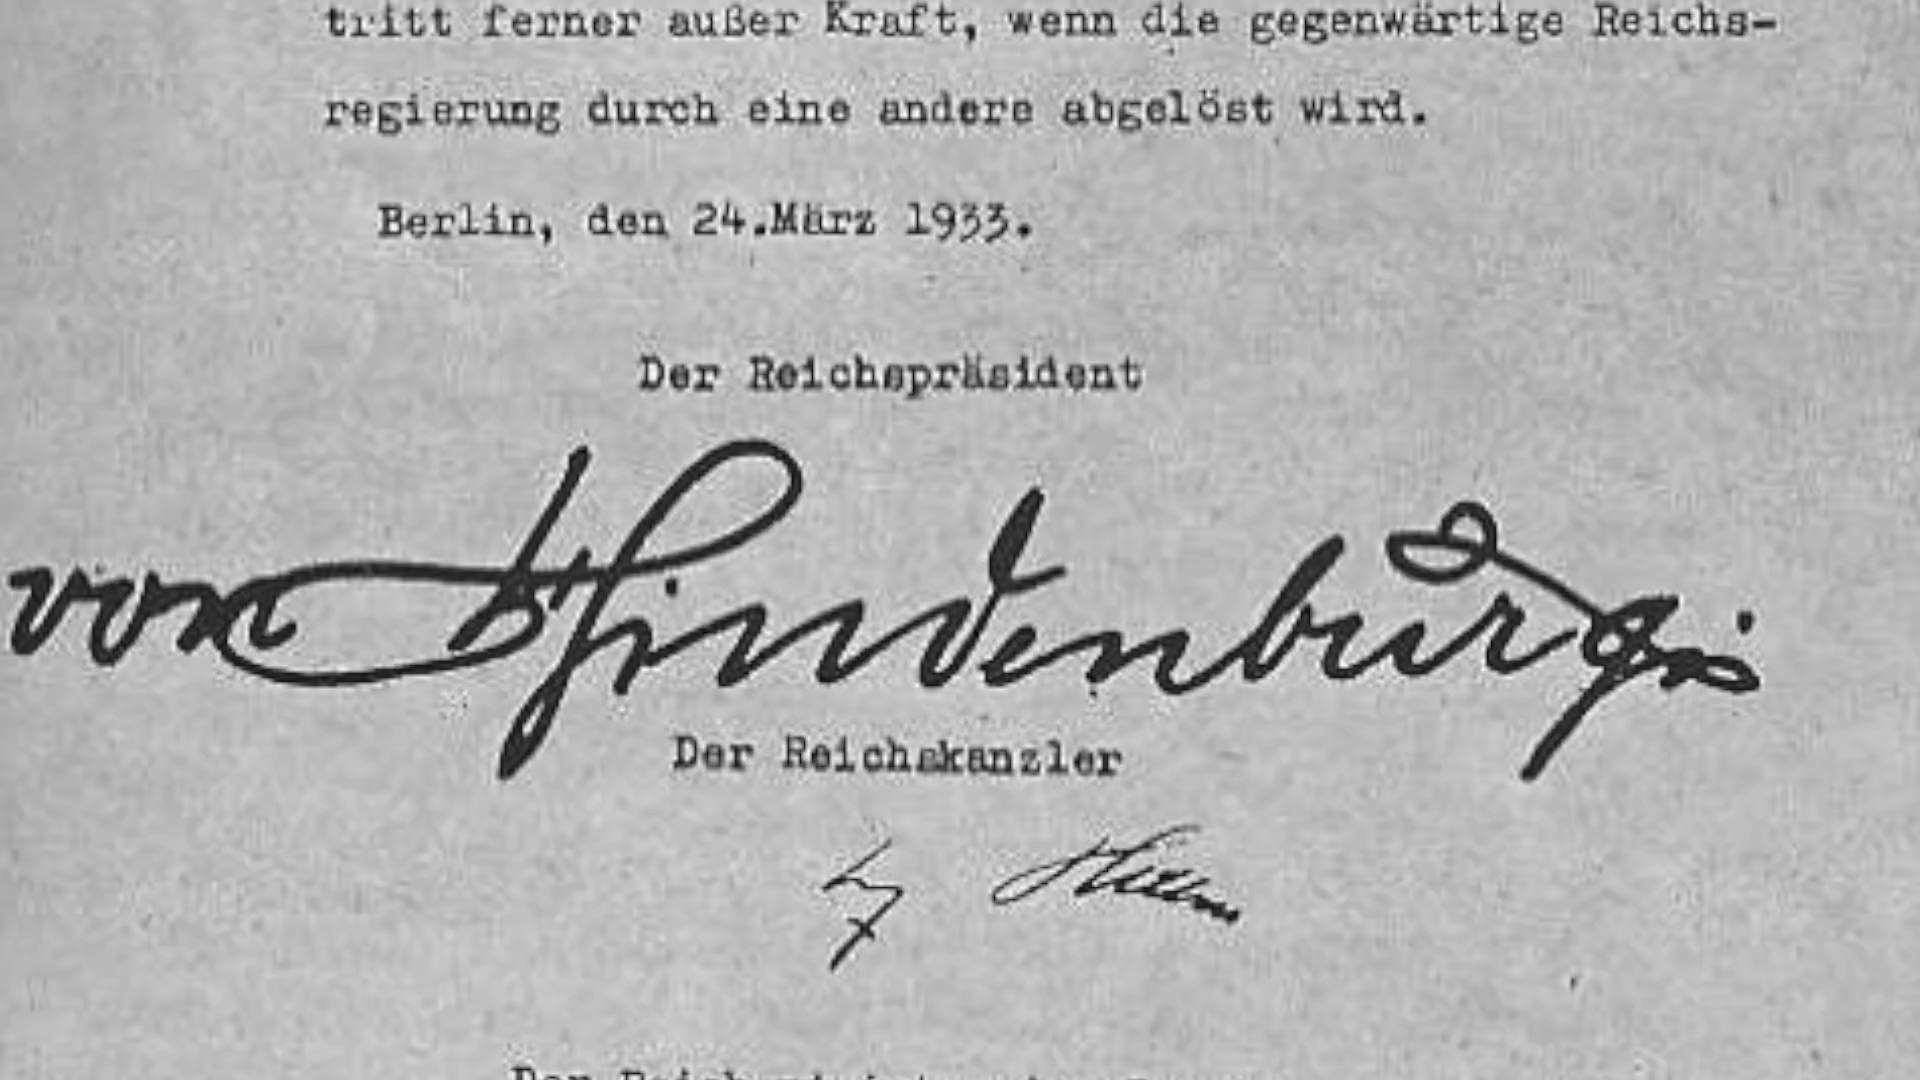 tritt ferner außer Kraft, wenn die gegenwärtige Reichs-
regierung durch eine andere abgelöst wird.
Berlin, den 24.März 1933.
Der Reichspräsident
von Hindenburg
Der Reichskanzler
Hitler